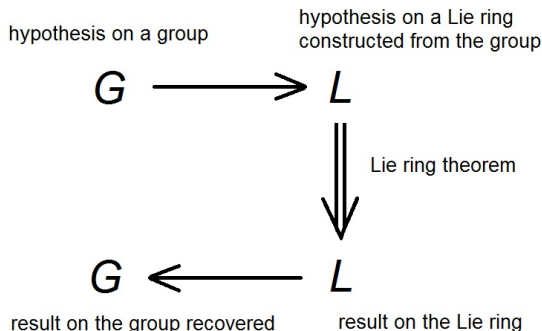 hypothesis on a group
hypothesis on a Lie ring
constructed from the group
G
L
Lie ring theorem
G
L
result on the group recovered
result on the Lie ring